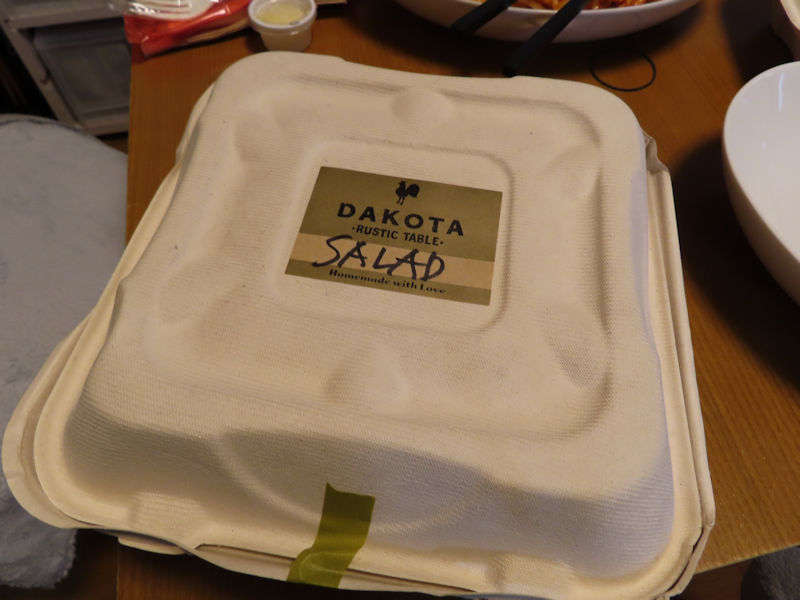 DAKOTA
·RUSTIC TABLE·
SALAD
Homemade with Love